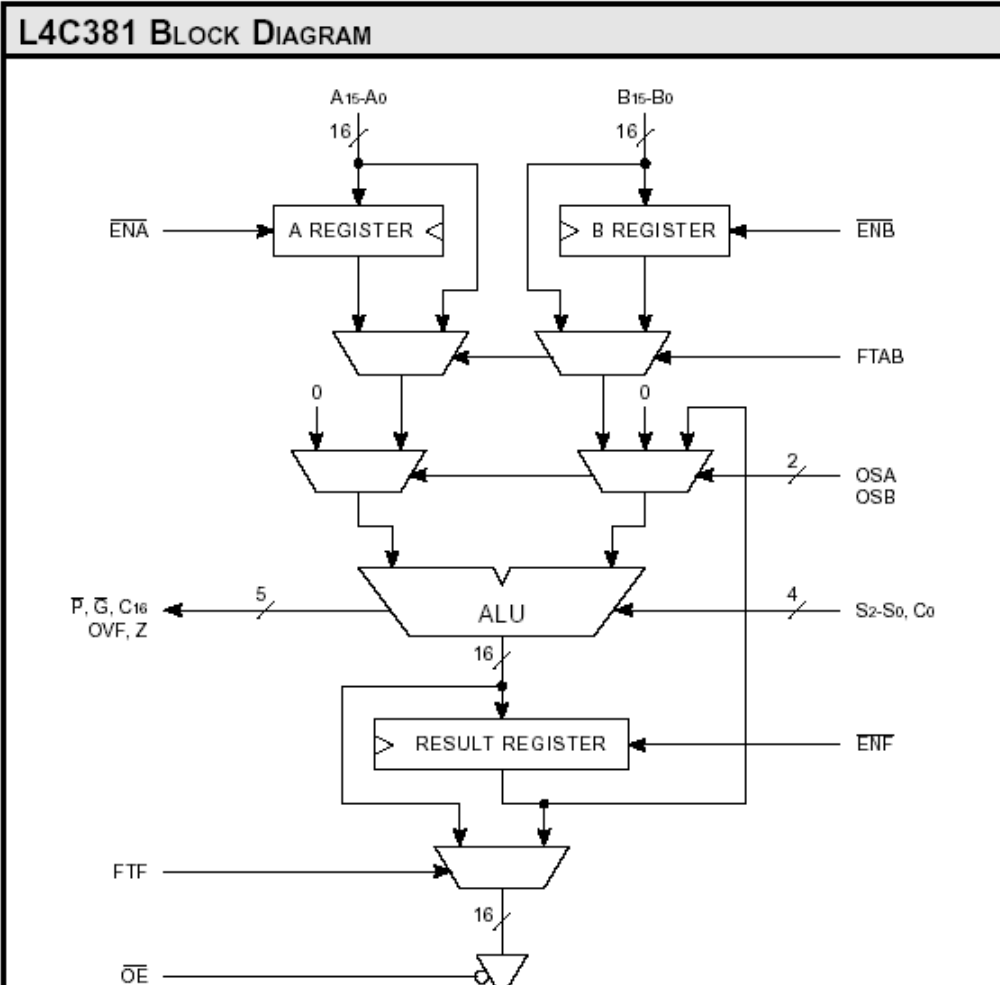 L4C381 BLOCK DIAGRAM
A15-A0 B15-B0
16 16
ENA A REGISTER B REGISTER ENB
FTAB
0 0
2
OSA
OSB
5 4
P, G, C16 ALU S2-S0, C0
OVF, Z
16
RESULT REGISTER ENF
FTF
16
OE